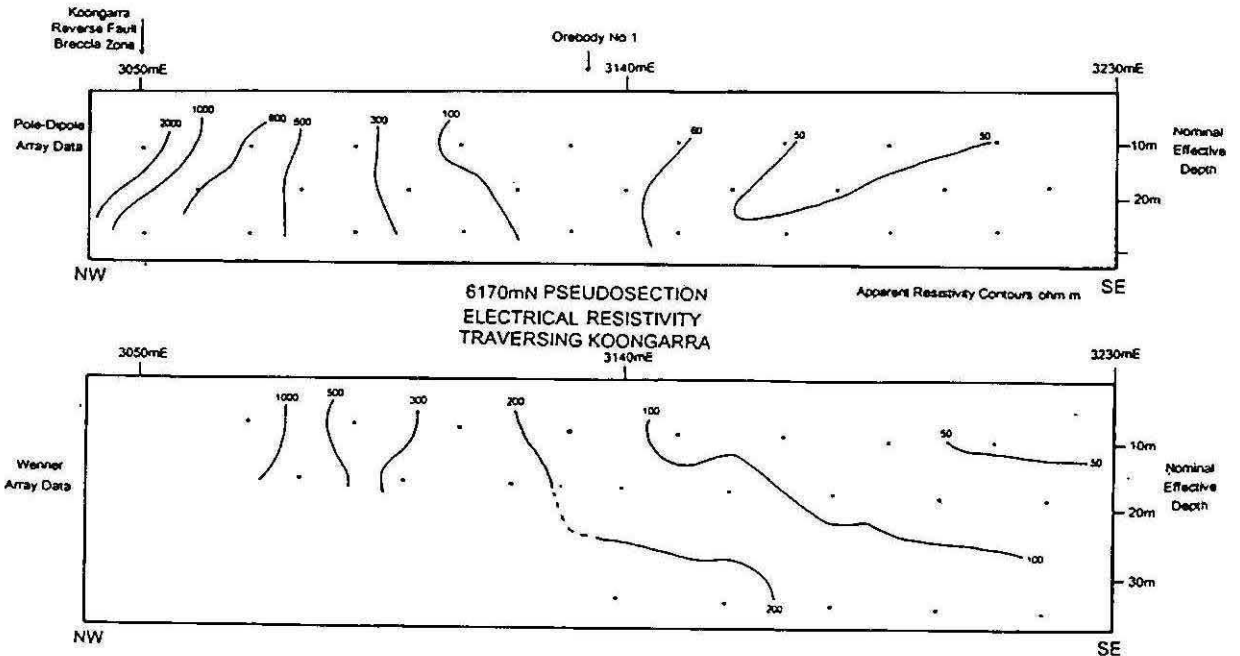 Koongarra
Reverse Fault
Breccia Zone
Orebody No 1
3050mE
3140mE
3230mE
Pole-Dipole
Array Data
2000
1000
800
500
300
100
60
50
50
10m
20m
Nominal
Effective
Depth
NW
SE
6170mN PSEUDOSECTION
ELECTRICAL RESISTIVITY
TRAVERSING KOONGARRA
Apparent Resistivity Contours ohm m
3050mE
3140mE
3230mE
Wenner
Array Data
1000
500
300
200
100
50
50
100
200
10m
20m
30m
Nominal
Effective
Depth
NW
SE